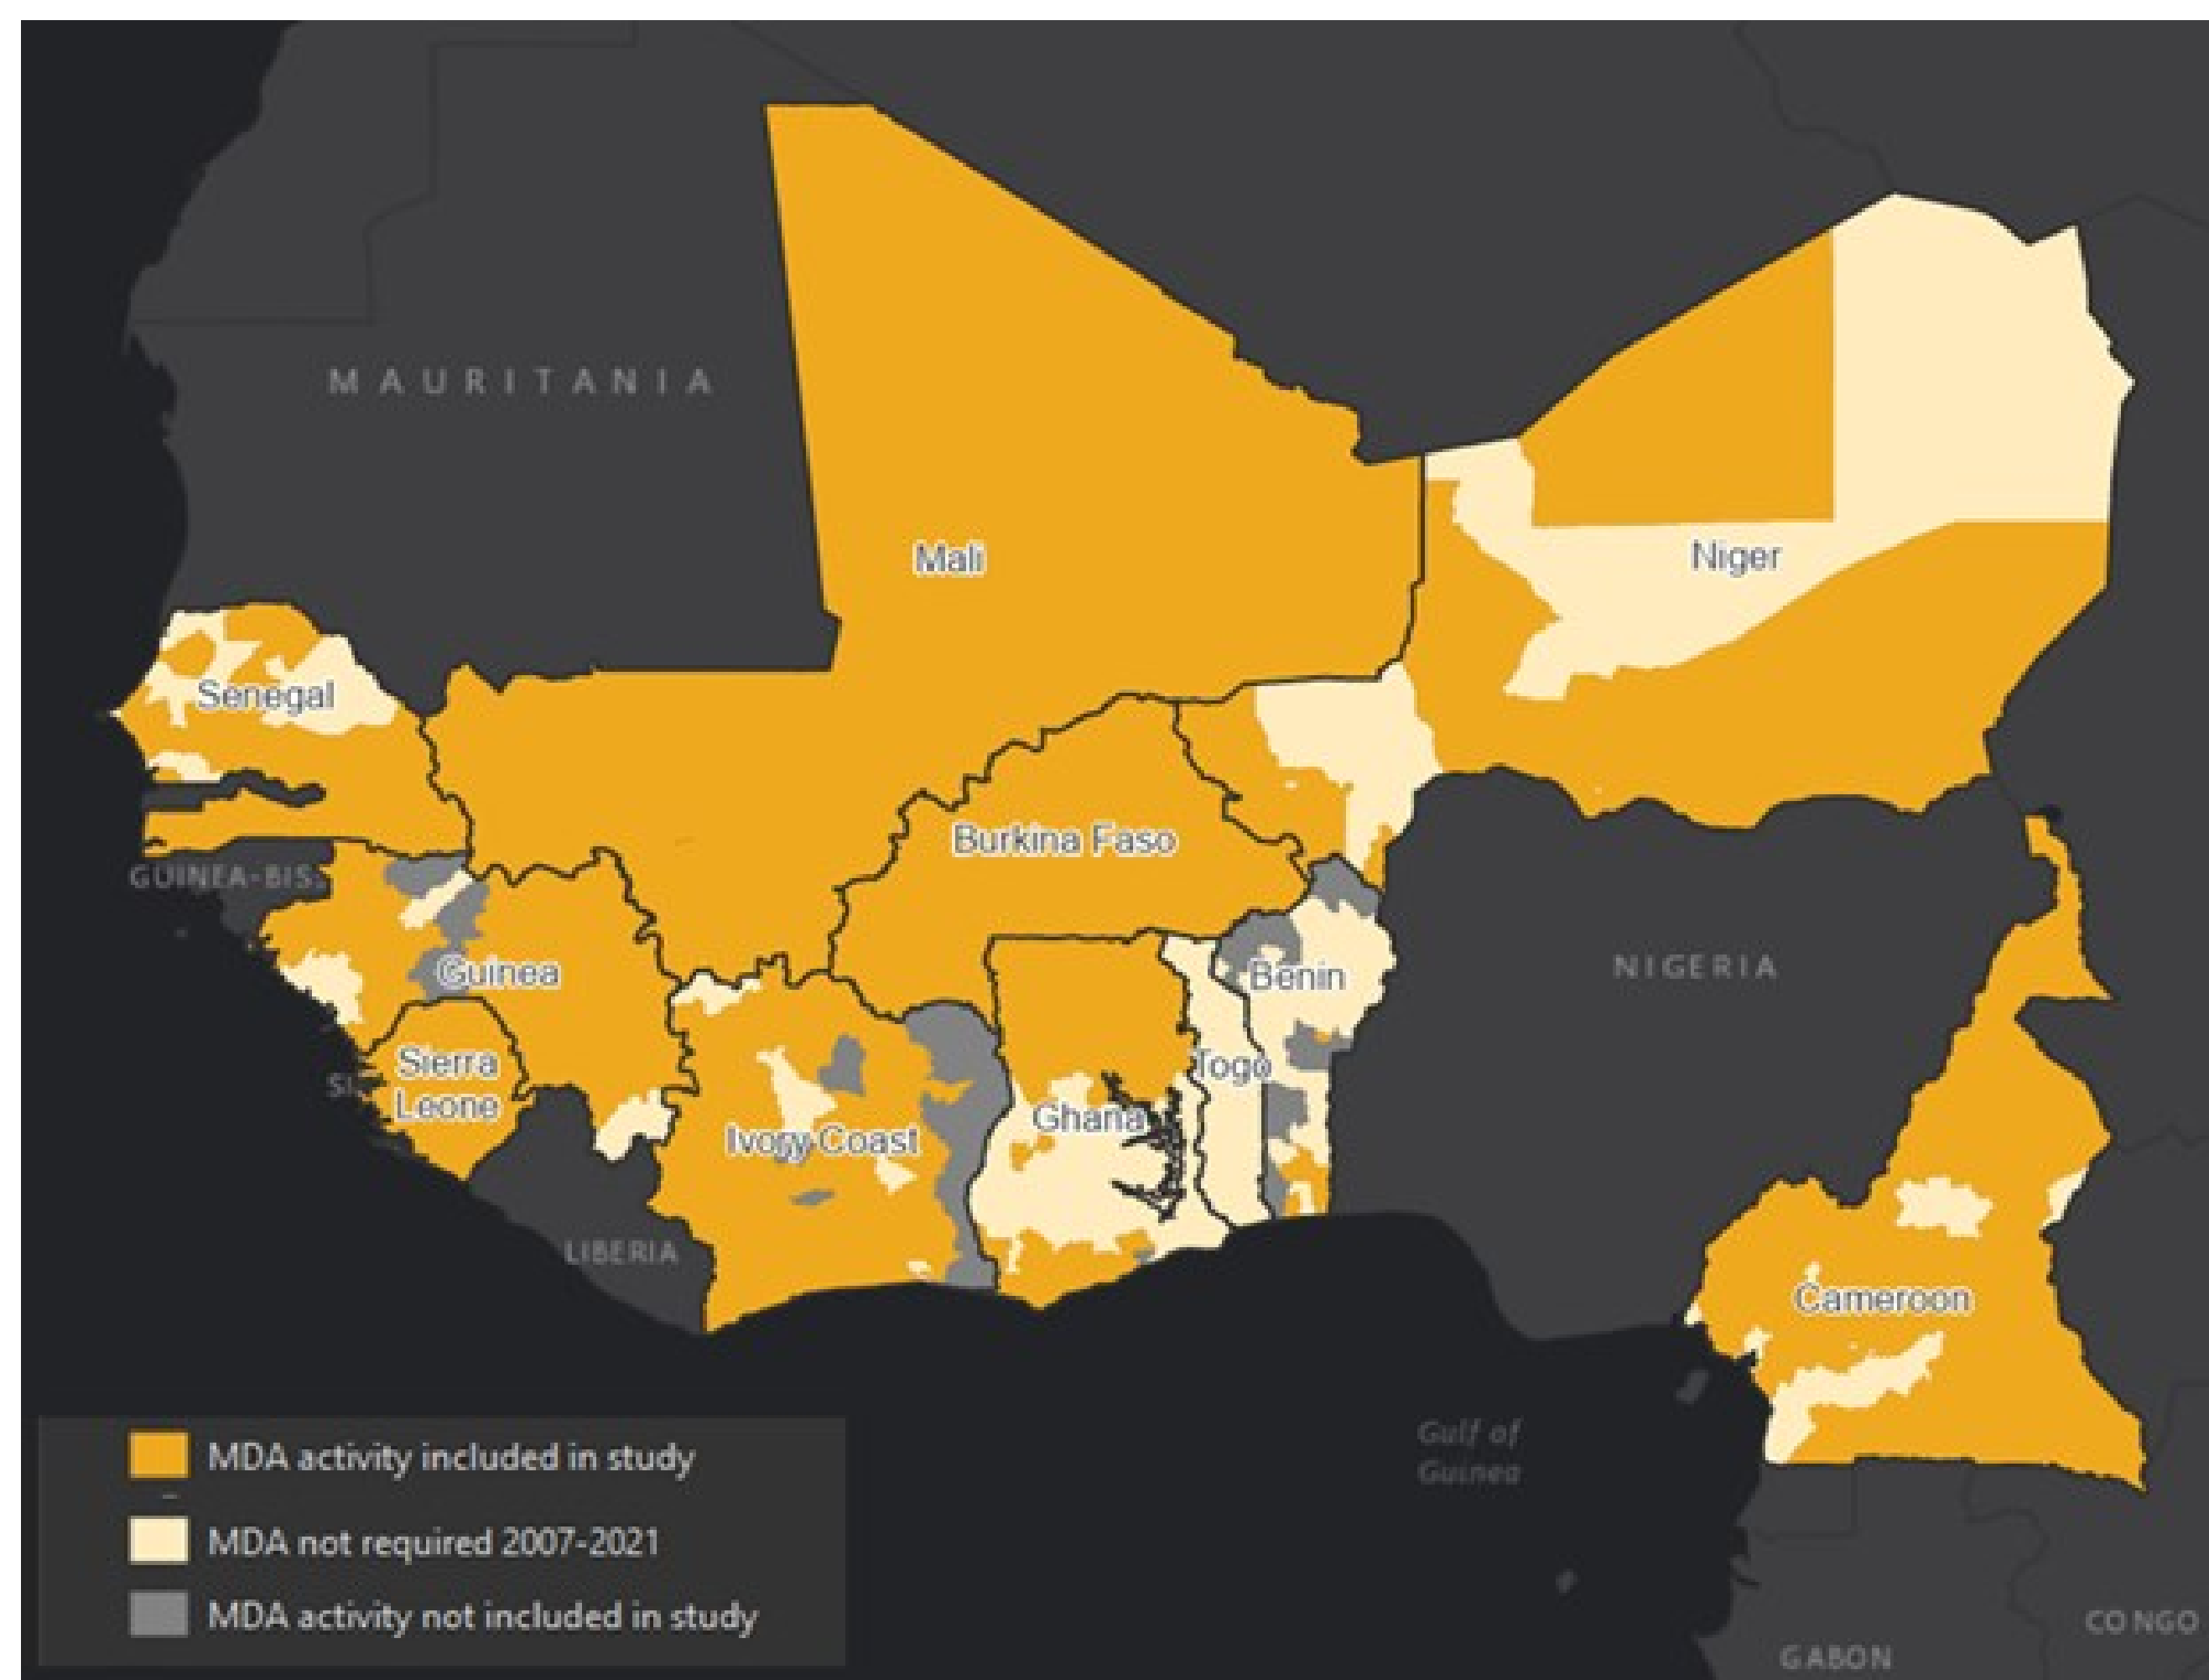 MAURITANIA
Mali
Niger
Senegal
Burkina Faso
GUINEA-BIS
Guinea
Benin
NIGERIA
Sierra
Leone
Togo
Ghana
Ivory Coast
LIBERIA
Cameroon
Gulf of
Guinea
MDA activity included in study
MDA not required 2007-2021
MDA activity not included in study
CONGO
GABON